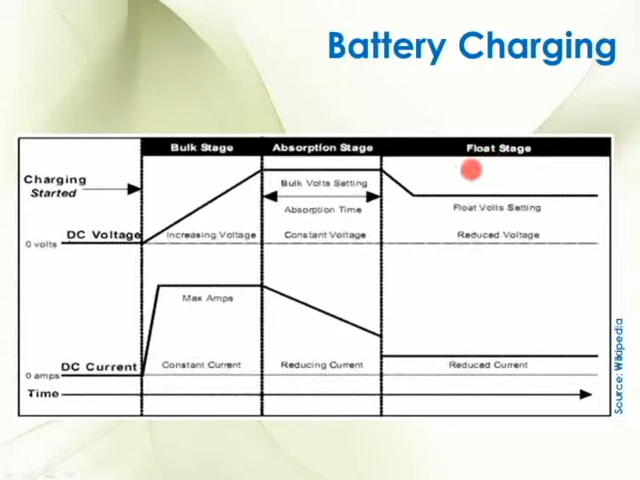 Battery Charging
Bulk Stage
Absorption Stage
Float Stage
Charging
Started
Bulk Volts Setting
Absorption Time
Float Volts Setting
DC Voltage
0 volts
Increasing Voltage
Constant Voltage
Reduced Voltage
Max Amps
DC Current
0 amps
Constant Current
Reducing Current
Reduced Current
Time
Source: Wikipedia